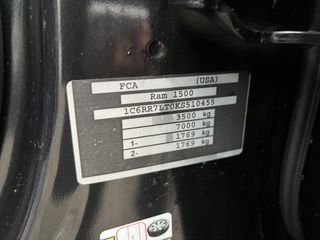 FCA (USA)
Ram 1500
1C6RR7LT0KS510455
3500 kg
7000 kg
1- 1769 kg
2- 1769 kg